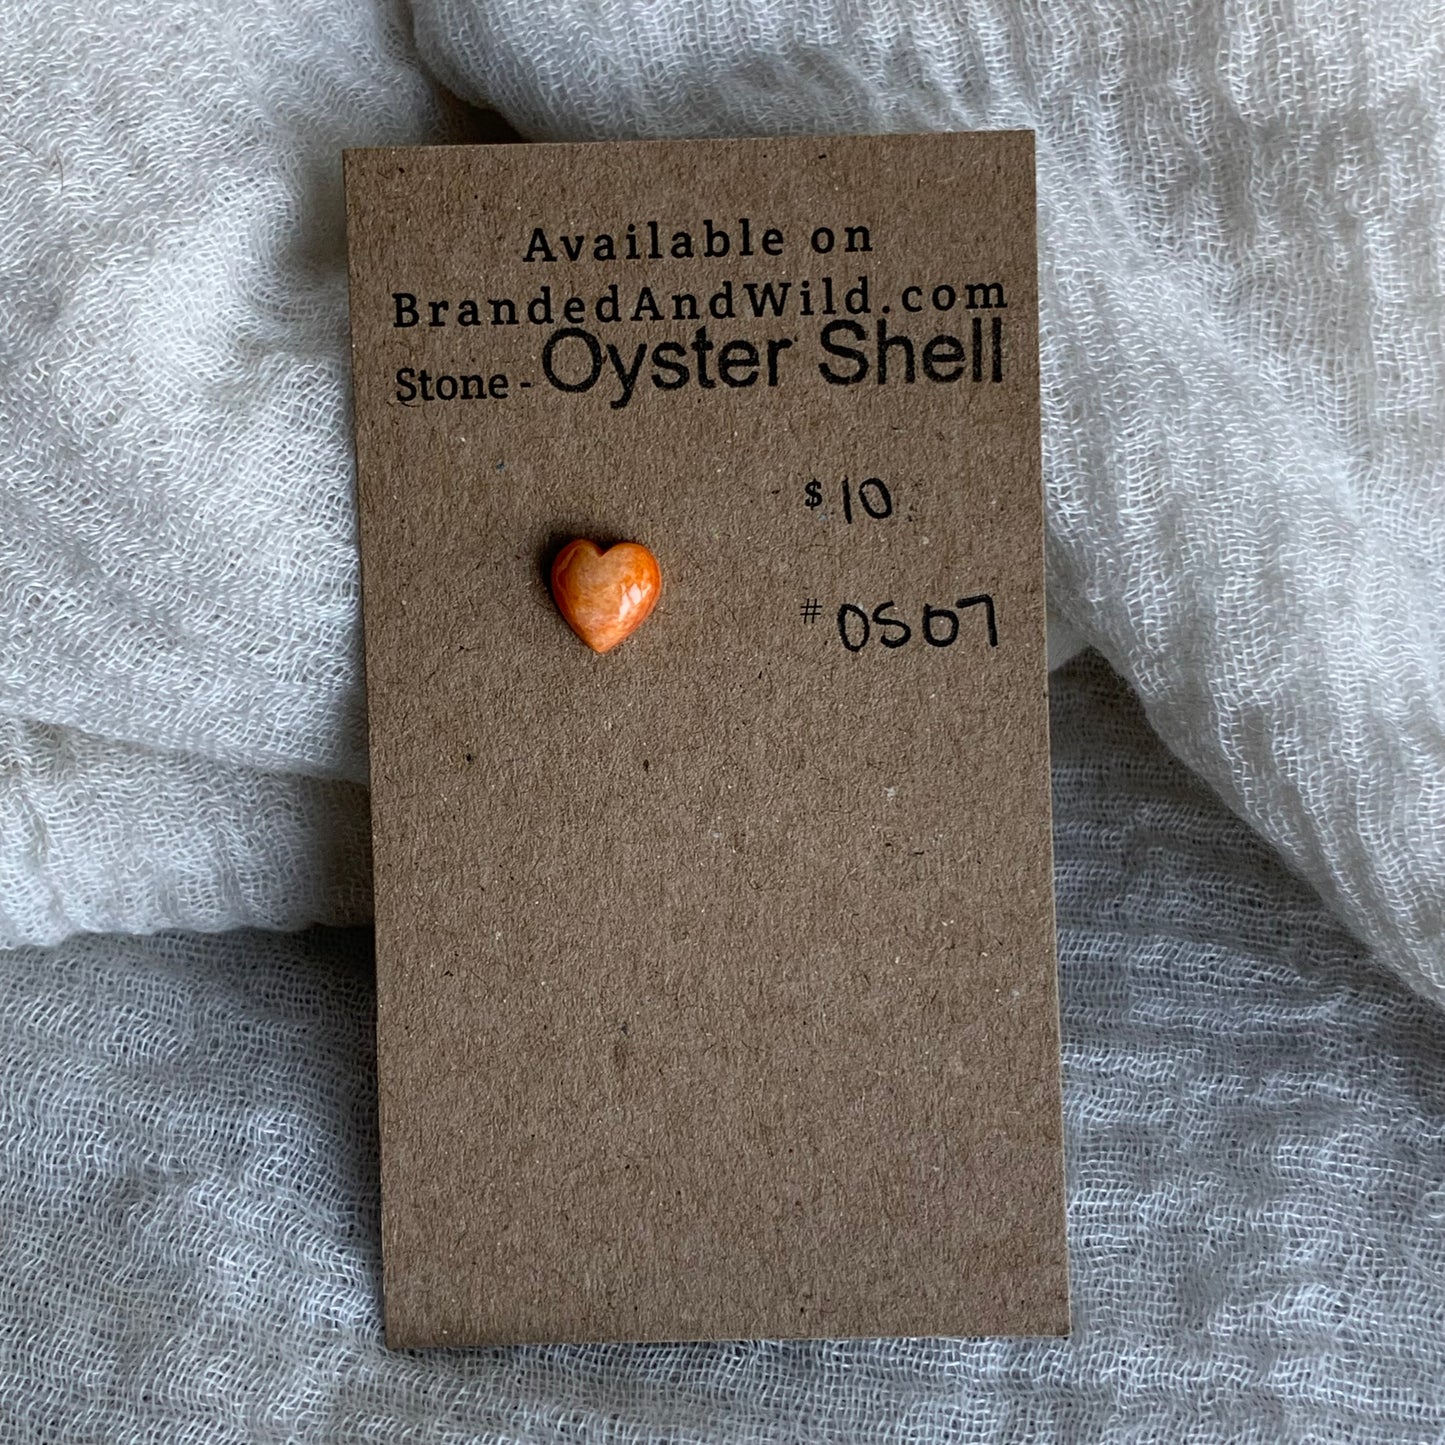 Available on
BrandedAndWild.com
Stone - Oyster Shell
$ 10
# OS07